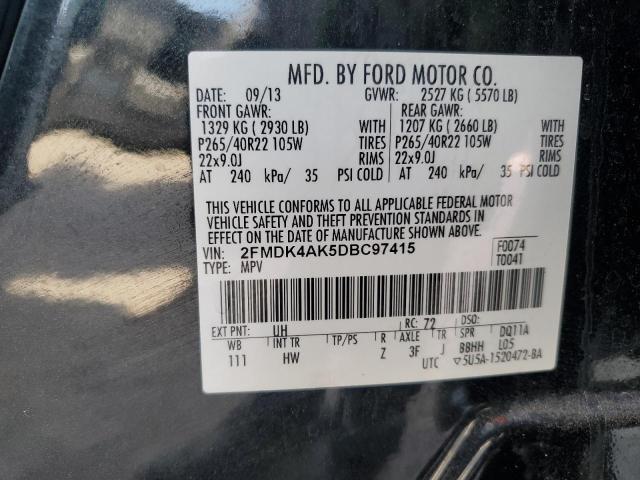 MFD. BY FORD MOTOR CO.
DATE: 09/13 GVWR: 2527 KG ( 5570 LB)
FRONT GAWR: REAR GAWR:
1329 KG ( 2930 LB) WITH 1207 KG ( 2660 LB) WITH
P265/40R22 105W TIRES P265/40R22 105W TIRES
22x9.0J RIMS 22x9.0J RIMS
AT 240 kPa/ 35 PSI COLD AT 240 kPa/ 35 PSI COLD
THIS VEHICLE CONFORMS TO ALL APPLICABLE FEDERAL MOTOR
VEHICLE SAFETY AND THEFT PREVENTION STANDARDS IN
EFFECT ON THE DATE OF MANUFACTURE SHOWN ABOVE.
VIN: 2FMDK4AK5DBC97415 F0074
TYPE: MPV T0041
EXT PNT: UH RC: 72 DSO:
WB INT TR TP/PS R AXLE TR SPR DQ11A
111 HW Z 3F J BBHH L05
UTC ▽5U5A-1520472-BA